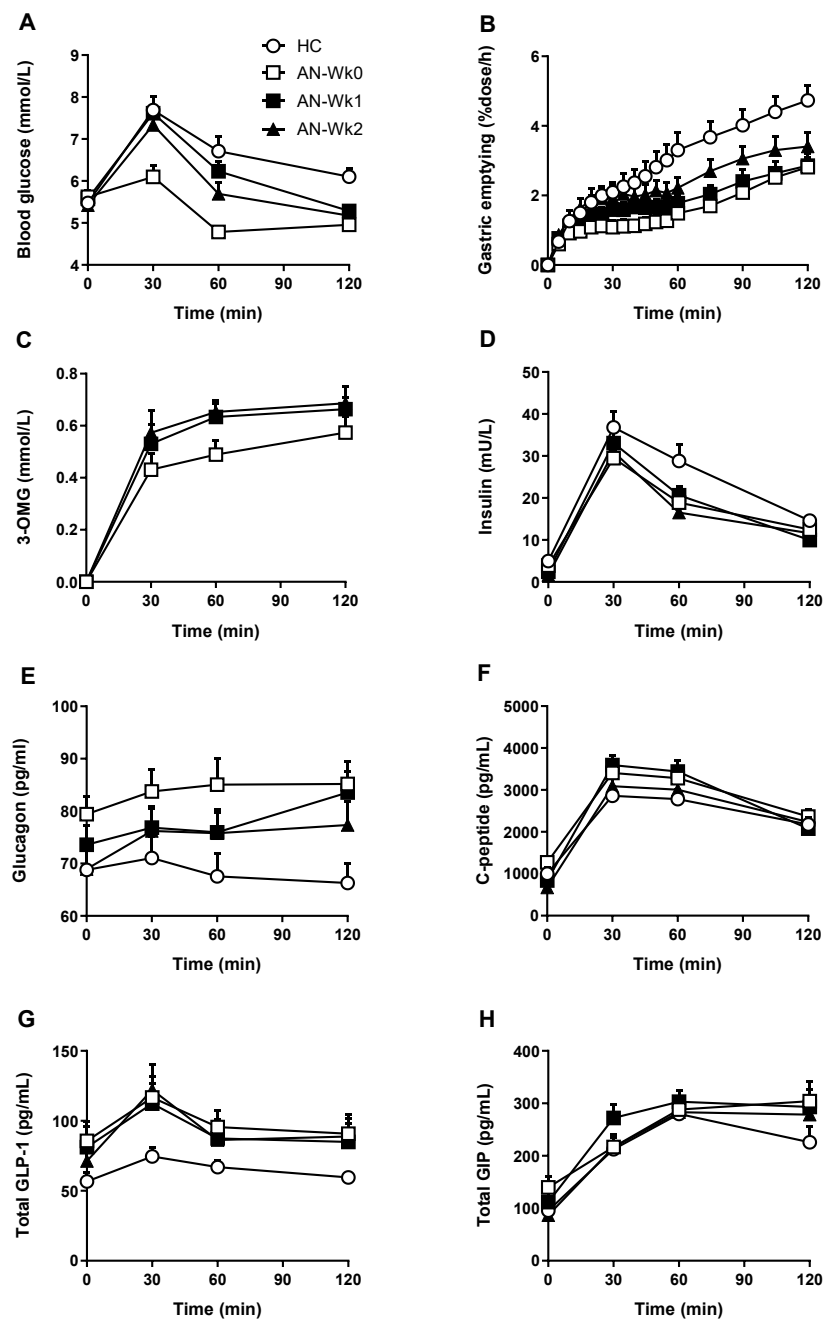 A
Blood glucose (mmol/L)
9
8
7
6
5
4
0 30 60 90 120
Time (min)
HC
AN-Wk0
AN-Wk1
AN-Wk2
B
Gastric emptying (%dose/h)
6
4
2
0
0 30 60 90 120
Time (min)
C
3-OMG (mmol/L)
0.8
0.6
0.4
0.2
0.0
0 30 60 90 120
Time (min)
D
Insulin (mU/L)
50
40
30
20
10
0
0 30 60 90 120
Time (min)
E
Glucagon (pg/ml)
100
90
80
70
60
0 30 60 90 120
Time (min)
F
C-peptide (pg/mL)
5000
4000
3000
2000
1000
0
0 30 60 90 120
Time (min)
G
Total GLP-1 (pg/mL)
150
100
50
0
0 30 60 90 120
Time (min)
H
Total GIP (pg/mL)
400
300
200
100
0
0 30 60 90 120
Time (min)